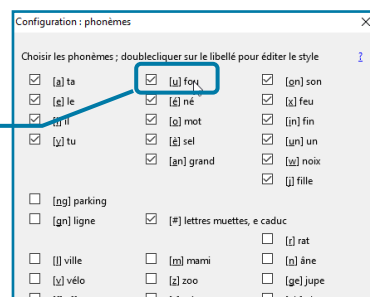 Configuration : phonèmes
Choisir les phonèmes ; doublecliquer sur le libellé pour éditer le style ?
[a] ta [u] fou [on] son
[e] le [é] né [x] feu
[i] il [o] mot [in] fin
[y] tu [è] sel [un] un
[an] grand [w] noix
[j] fille
[ng] parking
[gn] ligne [#] lettres muettes, e caduc
[r] rat
[l] ville [m] mami [n] âne
[v] vélo [z] zoo [ge] jupe